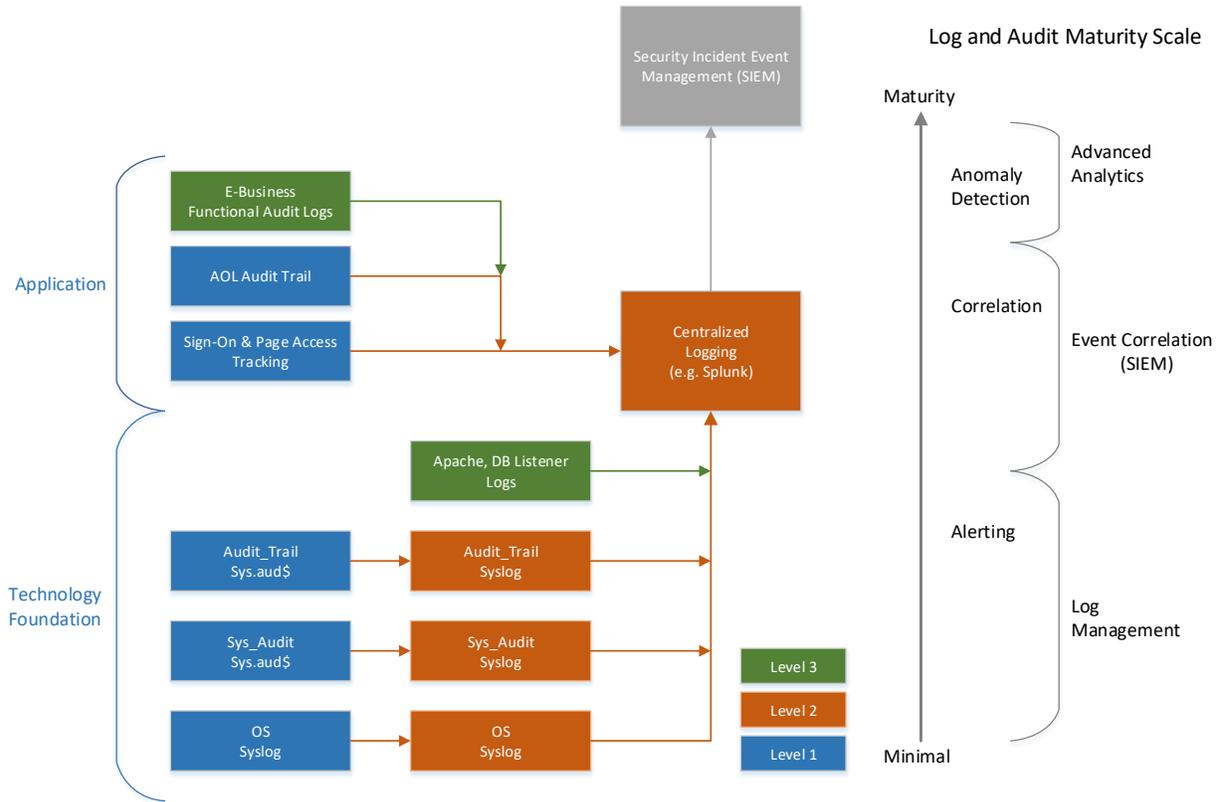 Log and Audit Maturity Scale
Security Incident Event
Management (SIEM)
Maturity
Advanced
Analytics
Anomaly
Detection
E-Business
Functional Audit Logs
AOL Audit Trail
Application
Sign-On & Page Access
Tracking
Centralized
Logging
(e.g. Splunk)
Correlation
Event Correlation
(SIEM)
Apache, DB Listener
Logs
Alerting
Audit_Trail
Sys.aud$
Audit_Trail
Syslog
Technology
Foundation
Log
Management
Sys_Audit
Sys.aud$
Sys_Audit
Syslog
OS
Syslog
OS
Syslog
Level 3
Level 2
Level 1
Minimal